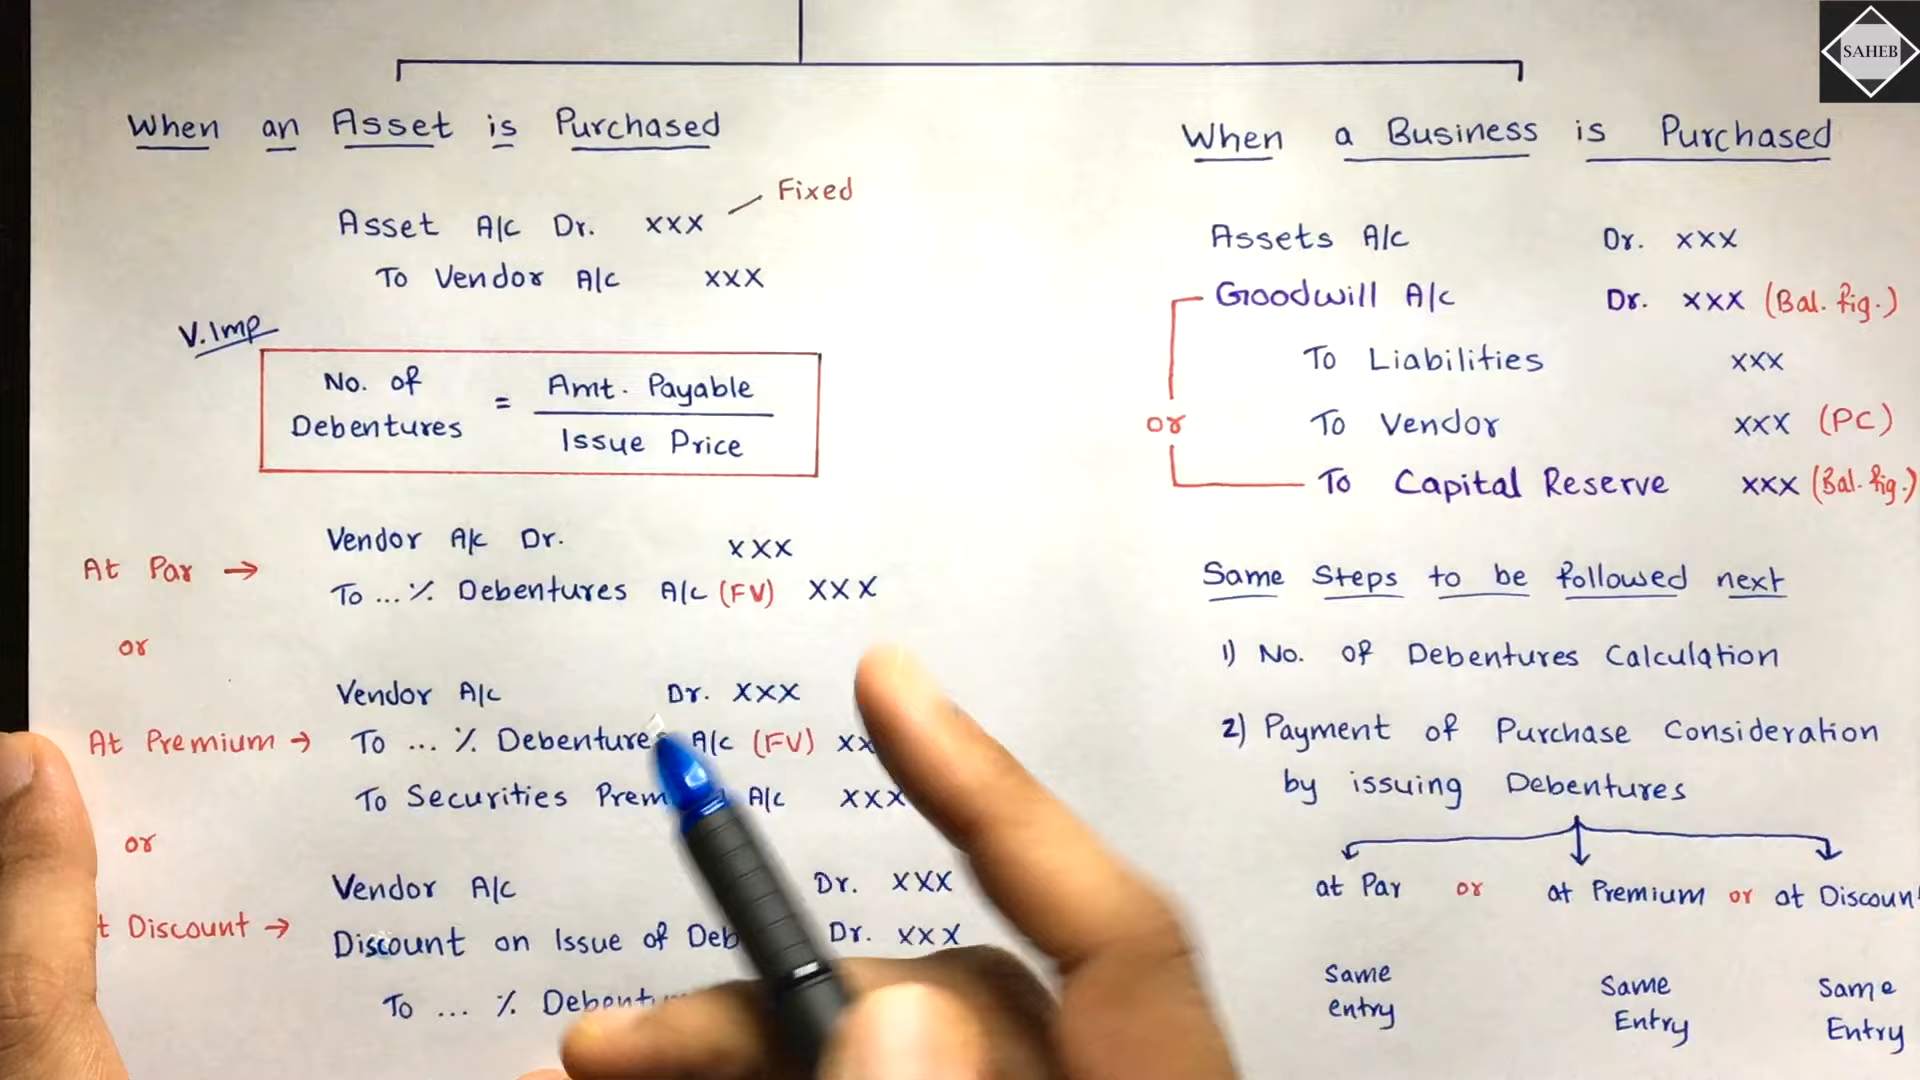 SAHEB
When an Asset is Purchased
Fixed
Asset A/c Dr. xxx
To Vendor A/c xxx
V.Imp
No. of Debentures = Amt. Payable
Issue Price
At Par →
Vendor A/c Dr. xxx
To ... % Debentures A/c (FV) xxx
or
At Premium →
Vendor A/c Dr. xxx
To ... % Debentures A/c (FV)
To Securities A/c xxx
or
t Discount →
Vendor A/c Dr. xxx
Discount on Issue of Deb Dr. xxx
To ... %
When a Business is Purchased
Assets A/c Dr. xxx
Goodwill A/c Dr. xxx (Bal. fig.)
To Liabilities xxx
or
To Vendor xxx (PC)
To Capital Reserve xxx (Bal. fig.)
Same Steps to be followed next
1) No. of Debentures Calculation
2) Payment of Purchase Consideration
by issuing Debentures
at Par or at Premium or at Discount
Same Same Same
entry Entry Entry